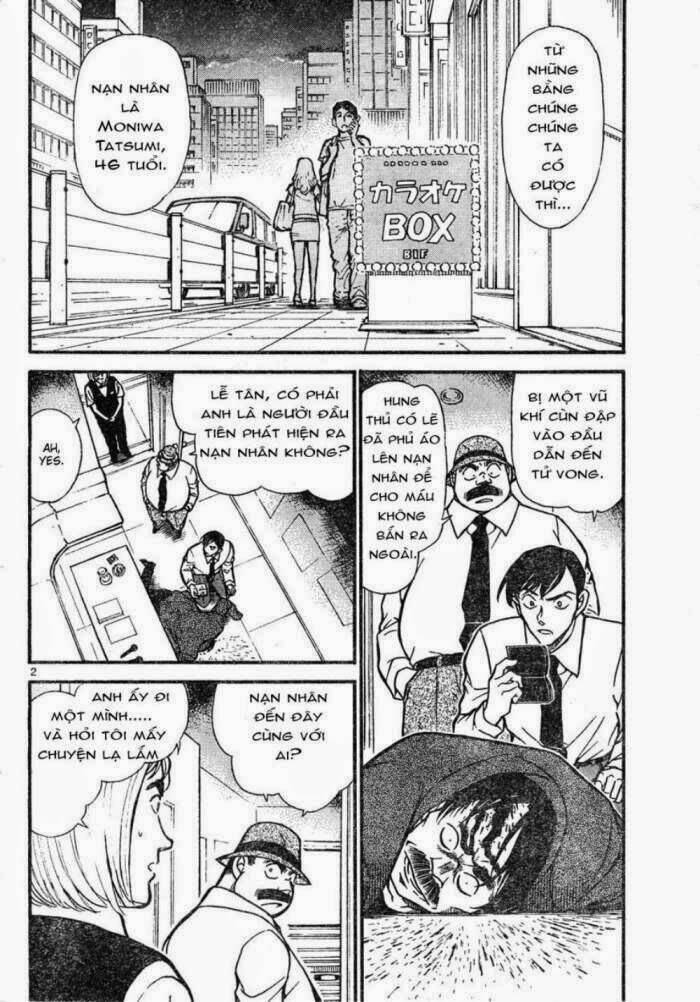 TỪ
NHỮNG
BẰNG
CHỨNG
CHÚNG
TA
CÓ
ĐƯỢC
THÌ...
NẠN NHÂN
LÀ
MONIWA
TATSUMI,
46 TUỔI.
カラオケ
BOX
B1F
BỊ MỘT VŨ
KHÍ CÙN ĐẬP
VÀO ĐẦU
DẪN ĐẾN
TỬ VONG.
HUNG
THỦ CÓ LẼ
ĐÃ PHỦ ÁO
LÊN NẠN
NHÂN ĐỂ
CHO MÁU
KHÔNG
BẮN RA
NGOÀI.
LỄ TÂN, CÓ PHẢI
ANH LÀ NGƯỜI ĐẦU
TIÊN PHÁT HIỆN RA
NẠN NHÂN KHÔNG?
AH,
YES.
2
NẠN NHÂN
ĐẾN ĐÂY
CÙNG VỚI
AI?
ANH ẤY ĐI
MỘT MÌNH.....
VÀ HỎI TÔI MẤY
CHUYỆN LẠ LẮM